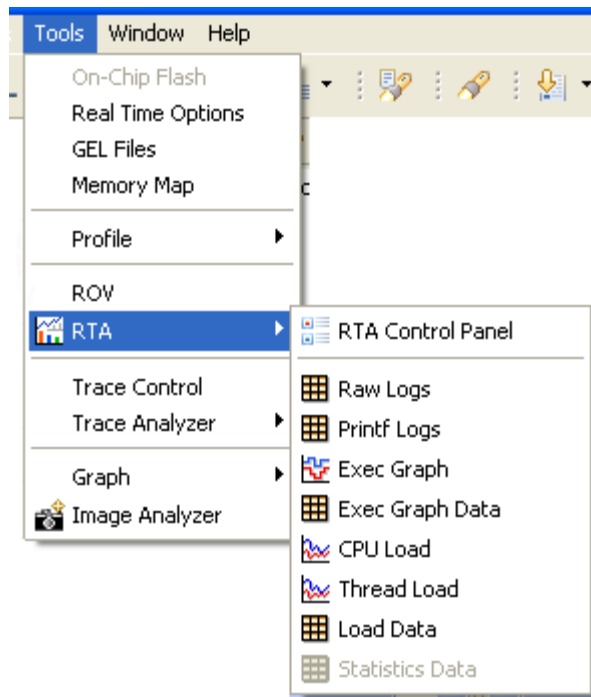 Tools Window Help
On-Chip Flash
Real Time Options
GEL Files
Memory Map
Profile
ROV
RTA
Trace Control
Trace Analyzer
Graph
Image Analyzer
RTA Control Panel
Raw Logs
Printf Logs
Exec Graph
Exec Graph Data
CPU Load
Thread Load
Load Data
Statistics Data